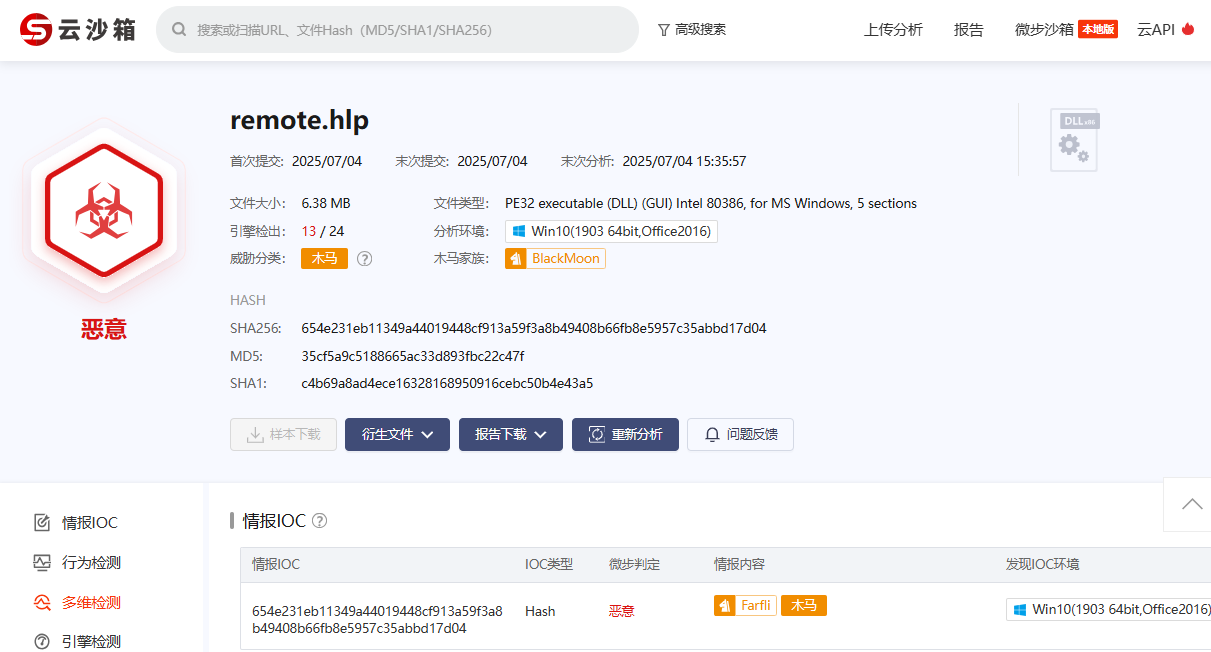 云沙箱
搜索或扫描URL、文件Hash（MD5/SHA1/SHA256)
高级搜索
上传分析
报告
微步沙箱 本地版
云API
remote.hlp
首次提交: 2025/07/04 末次提交: 2025/07/04 末次分析: 2025/07/04 15:35:57
DLL x86
文件大小: 6.38 MB 文件类型: PE32 executable (DLL) (GUI) Intel 80386, for MS Windows, 5 sections
引擎检出: 13 / 24 分析环境: Win10(1903 64bit,Office2016)
威胁分类: 木马 ? 木马家族: BlackMoon
恶意
HASH
SHA256: 654e231eb11349a44019448cf913a59f3a8b49408b66fb8e5957c35abbd17d04
MD5: 35cf5a9c5188665ac33d893fbc22c47f
SHA1: c4b69a8ad4ece16328168950916cebc50b4e43a5
样本下载 衍生文件 报告下载 重新分析 问题反馈
情报IOC
行为检测
多维检测
引擎检测
情报IOC ?
情报IOC IOC类型 微步判定 情报内容 发现IOC环境
654e231eb11349a44019448cf913a59f3a8
b49408b66fb8e5957c35abbd17d04
Hash 恶意 Farfli 木马 Win10(1903 64bit,Office2016)